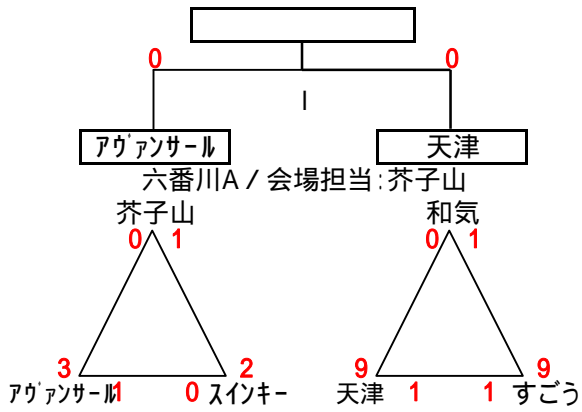 0 0
I
アヴァンサール 天津
六番川A / 会場担当:芥子山
芥子山 和気
0 1 0 1
3 2 9 9
アヴァンサール 1 0 スインキー 天津 1 1 すごう